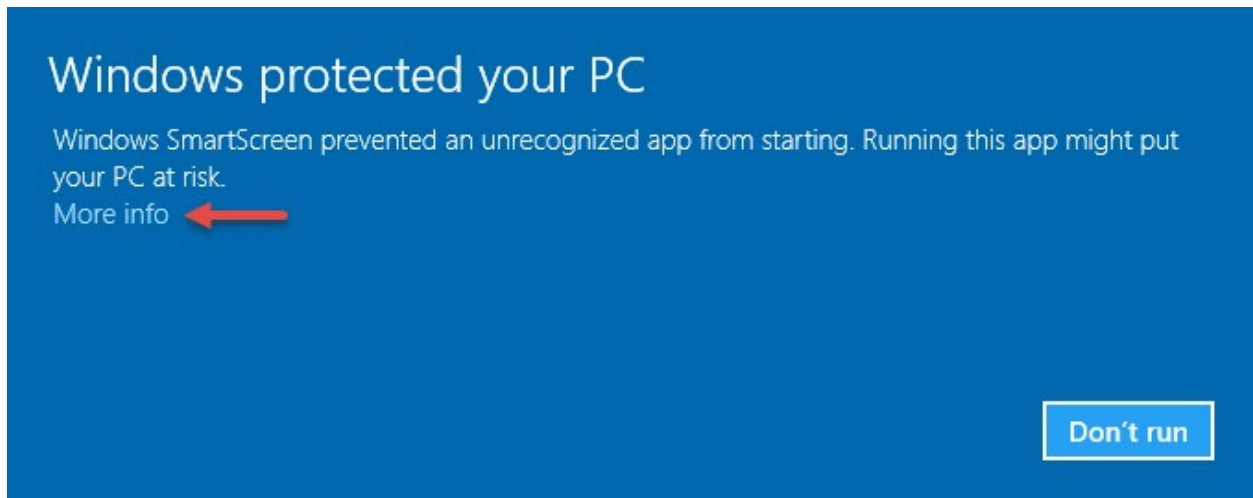 Windows protected your PC
Windows SmartScreen prevented an unrecognized app from starting. Running this app might put
your PC at risk.
More info
Don't run